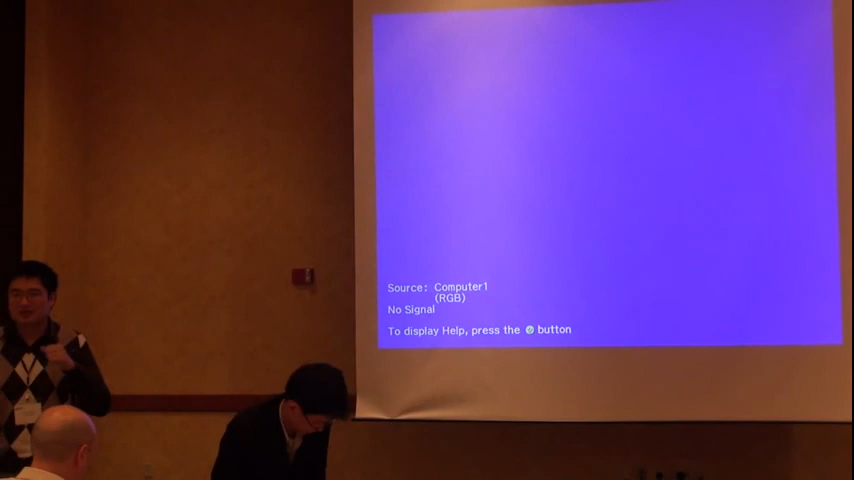 Source: Computer1
(RGB)
No Signal
To display Help, press the button